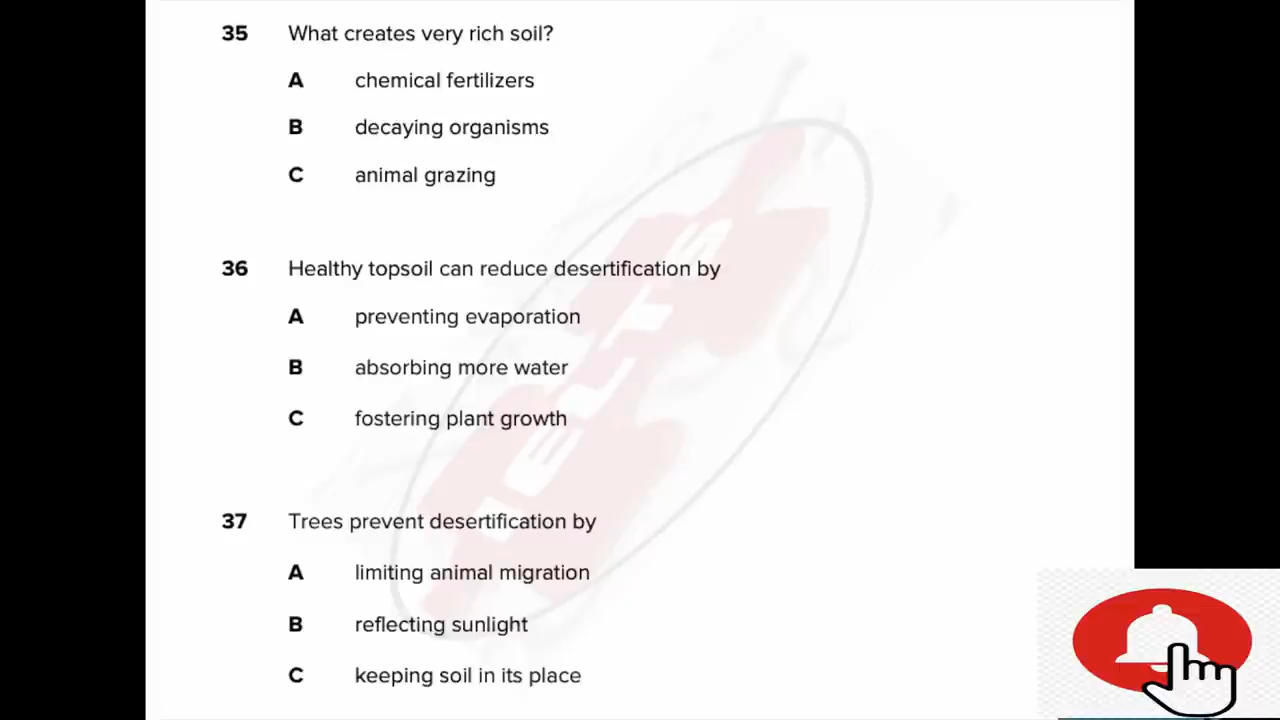 35 What creates very rich soil?
A chemical fertilizers
B decaying organisms
C animal grazing
36 Healthy topsoil can reduce desertification by
A preventing evaporation
B absorbing more water
C fostering plant growth
37 Trees prevent desertification by
A limiting animal migration
B reflecting sunlight
C keeping soil in its place
IELTS